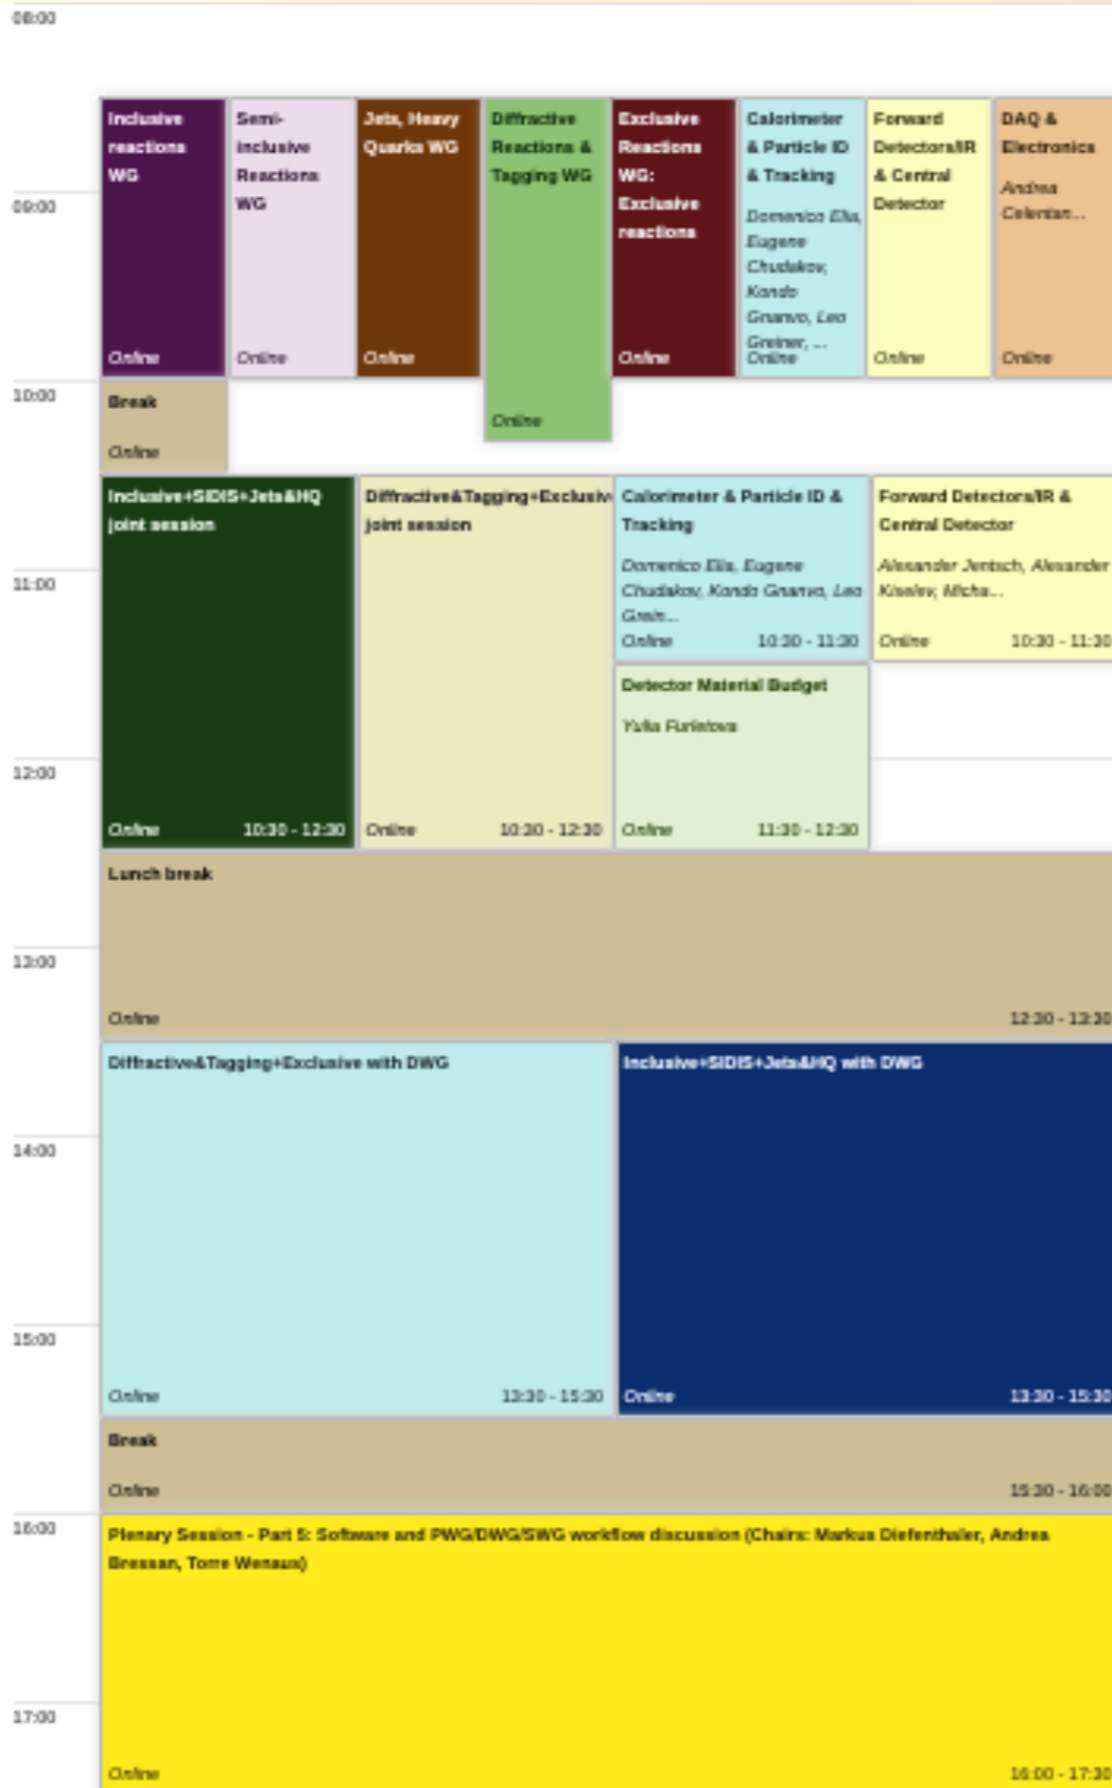 08:00
Inclusive
reactions
WG
Online
Semi-
inclusive
Reactions
WG
Online
Jets, Heavy
Quarks WG
Online
Diffractive
Reactions &
Tagging WG
Online
Exclusive
Reactions
WG:
Exclusive
reactions
Online
Calorimeter
& Particle ID
& Tracking
Domenico Elia,
Eugene
Chudakov,
Kondo
Gnanvo, Leo
Greiner, ...
Online
Forward
Detectors/IR
& Central
Detector
Online
DAQ &
Electronics
Andrea
Celentan...
Online
09:00
10:00
Break
Online
Inclusive+SIDIS+Jets&HQ
joint session
Online 10:30 - 12:30
Diffractive&Tagging+Exclusiv
joint session
Online 10:30 - 12:30
Calorimeter & Particle ID &
Tracking
Domenico Elia, Eugene
Chudakov, Kondo Gnanvo, Leo
Grein...
Online 10:30 - 11:30
Forward Detectors/IR &
Central Detector
Alexander Jentsch, Alexander
Kiselev, Micha...
Online 10:30 - 11:30
11:00
Detector Material Budget
Yulia Furletova
Online 11:30 - 12:30
12:00
Lunch break
Online 12:30 - 13:30
13:00
Diffractive&Tagging+Exclusive with DWG
Online 13:30 - 15:30
Inclusive+SIDIS+Jets&HQ with DWG
Online 13:30 - 15:30
14:00
15:00
Break
Online 15:30 - 16:00
16:00
Plenary Session - Part 5: Software and PWG/DWG/SWG workflow discussion (Chairs: Markus Diefenthaler, Andrea
Bressan, Torre Wenaus)
17:00
Online 16:00 - 17:30